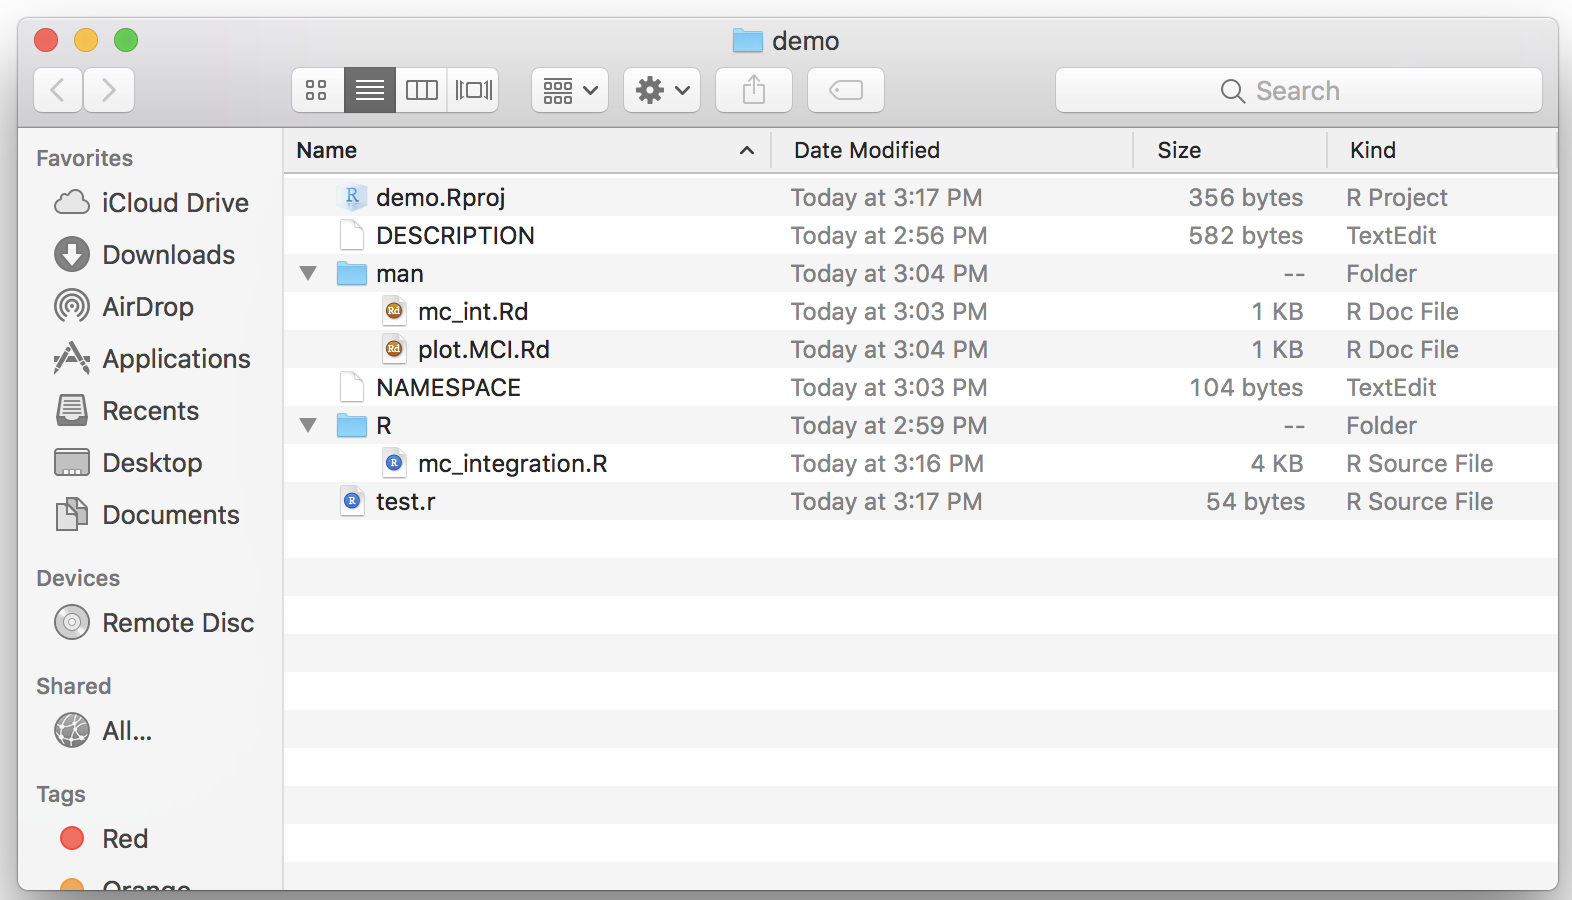 demo
Search
Favorites
iCloud Drive
Downloads
AirDrop
Applications
Recents
Desktop
Documents
Devices
Remote Disc
Shared
All...
Tags
Red
Orange
Name Date Modified Size Kind
demo.Rproj Today at 3:17 PM 356 bytes R Project
DESCRIPTION Today at 2:56 PM 582 bytes TextEdit
man Today at 3:04 PM -- Folder
mc_int.Rd Today at 3:03 PM 1 KB R Doc File
plot.MCI.Rd Today at 3:04 PM 1 KB R Doc File
NAMESPACE Today at 3:03 PM 104 bytes TextEdit
R Today at 2:59 PM -- Folder
mc_integration.R Today at 3:16 PM 4 KB R Source File
test.r Today at 3:17 PM 54 bytes R Source File